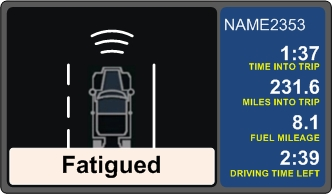 NAME2353
1:37
TIME INTO TRIP
231.6
MILES INTO TRIP
8.1
FUEL MILEAGE
2:39
DRIVING TIME LEFT
Fatigued